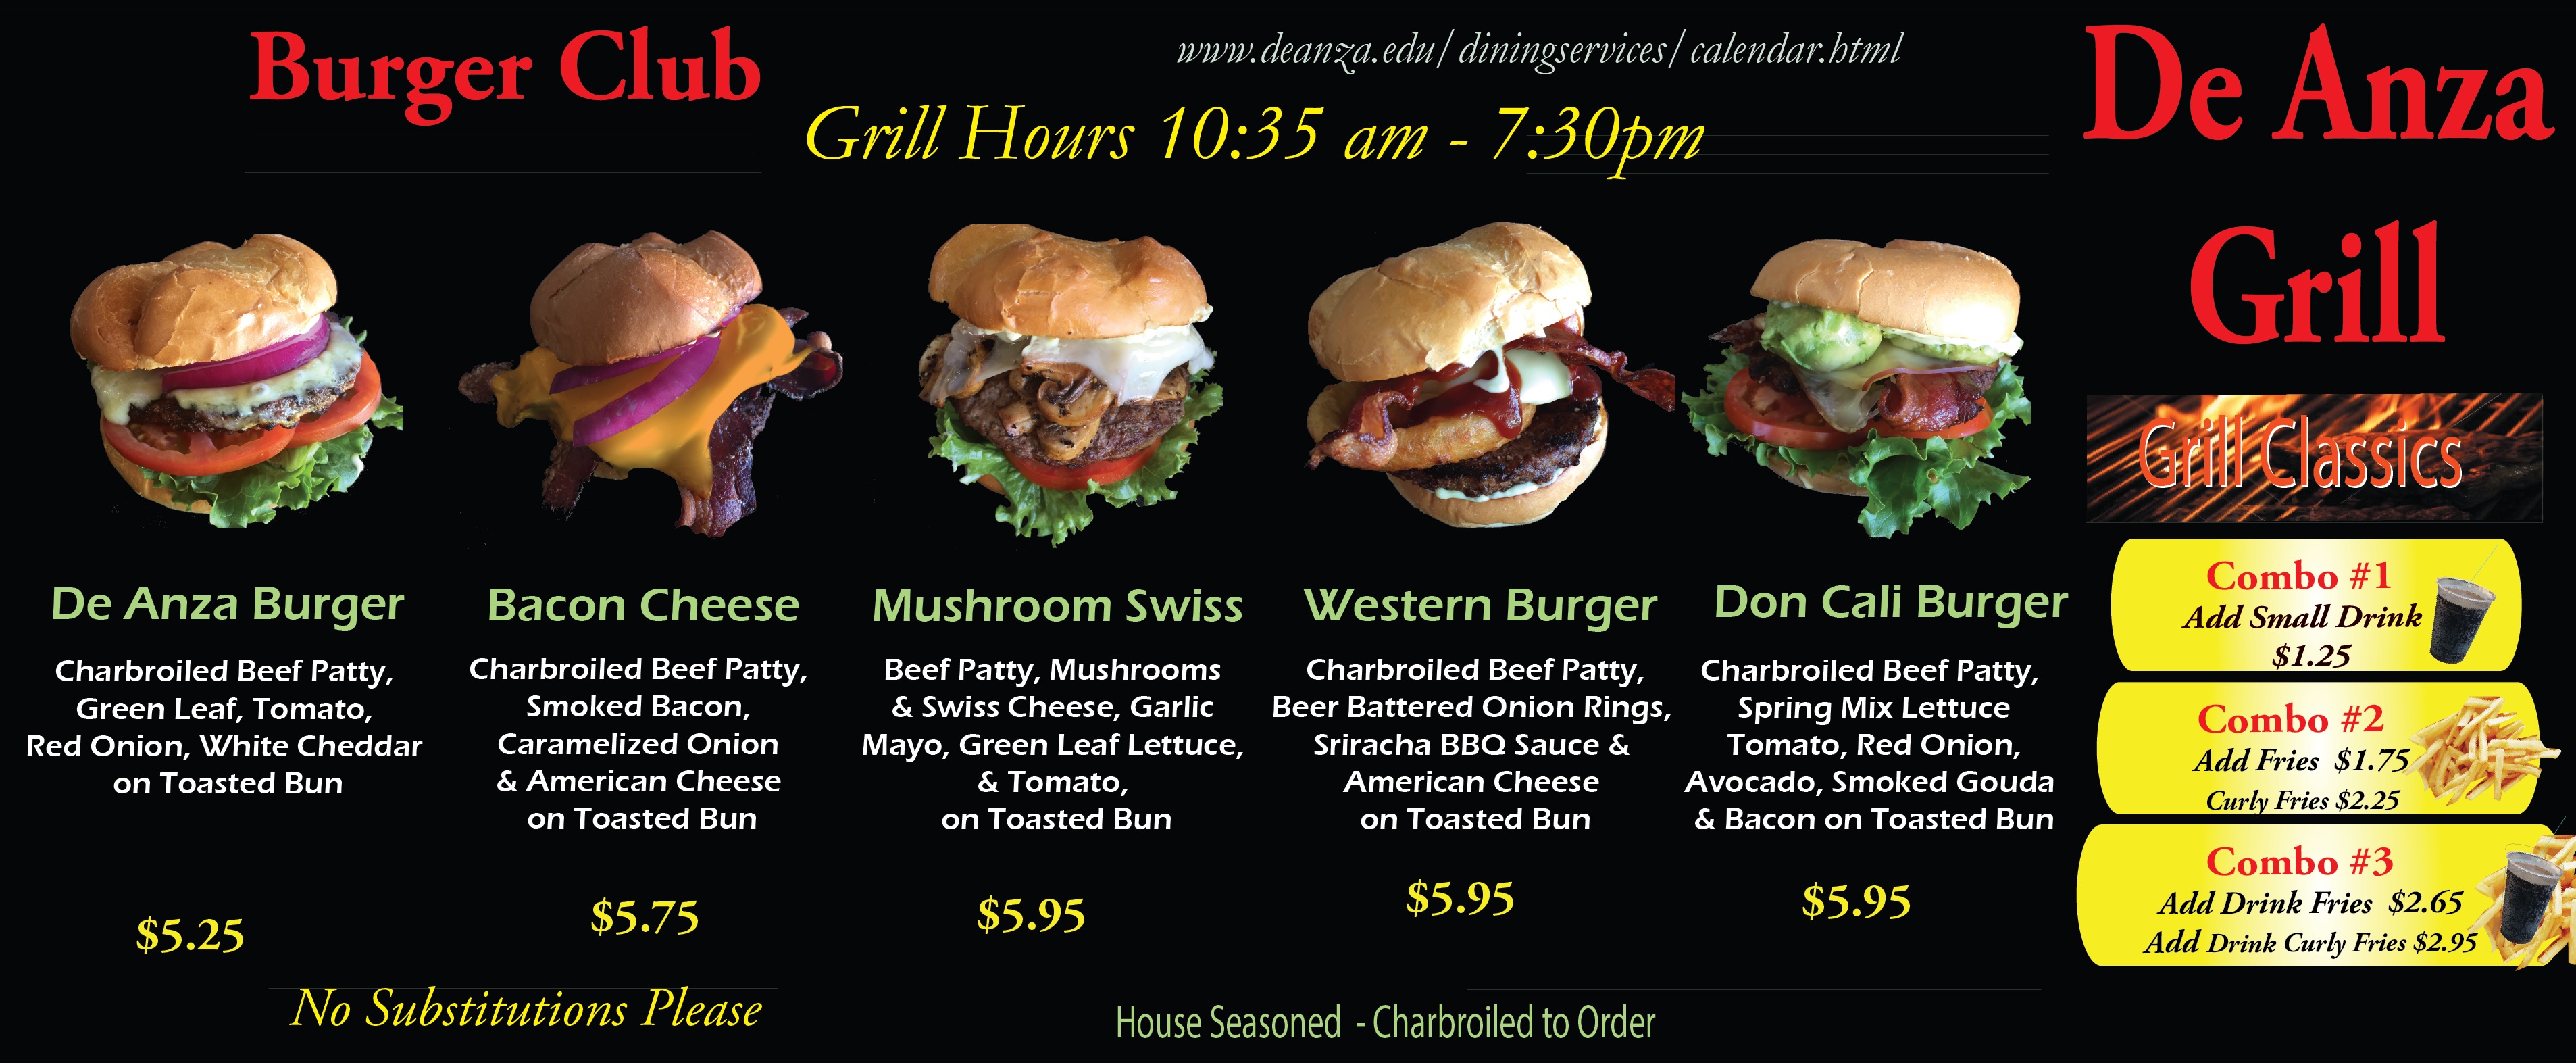 Burger Club
www.deanza.edu/diningservices/calendar.html
Grill Hours 10:35 am - 7:30pm
De Anza
Grill
Grill Classics
De Anza Burger
Charbroiled Beef Patty,
Green Leaf, Tomato,
Red Onion, White Cheddar
on Toasted Bun
$5.25
Bacon Cheese
Charbroiled Beef Patty,
Smoked Bacon,
Caramelized Onion
& American Cheese
on Toasted Bun
$5.75
Mushroom Swiss
Beef Patty, Mushrooms
& Swiss Cheese, Garlic
Mayo, Green Leaf Lettuce,
& Tomato,
on Toasted Bun
$5.95
Western Burger
Charbroiled Beef Patty,
Beer Battered Onion Rings,
Sriracha BBQ Sauce &
American Cheese
on Toasted Bun
$5.95
Don Cali Burger
Charbroiled Beef Patty,
Spring Mix Lettuce
Tomato, Red Onion,
Avocado, Smoked Gouda
& Bacon on Toasted Bun
$5.95
Combo #1
Add Small Drink
$1.25
Combo #2
Add Fries $1.75
Curly Fries $2.25
Combo #3
Add Drink Fries $2.65
Add Drink Curly Fries $2.95
No Substitutions Please
House Seasoned - Charbroiled to Order